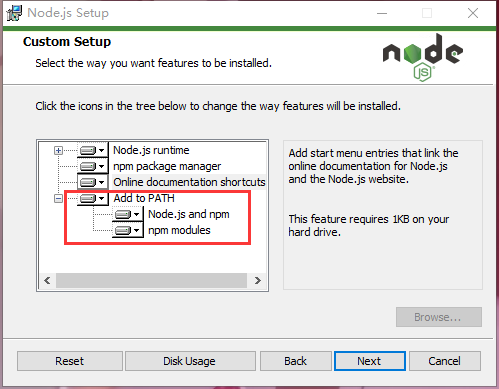 Node.js Setup
Custom Setup
Select the way you want features to be installed.
node
JS
Click the icons in the tree below to change the way features will be installed.
Node.js runtime
npm package manager
Online documentation shortcuts
Add to PATH
Node.js and npm
npm modules
Add start menu entries that link the
online documentation for Node.js
and the Node.js website.
This feature requires 1KB on your
hard drive.
Browse...
Reset
Disk Usage
Back
Next
Cancel